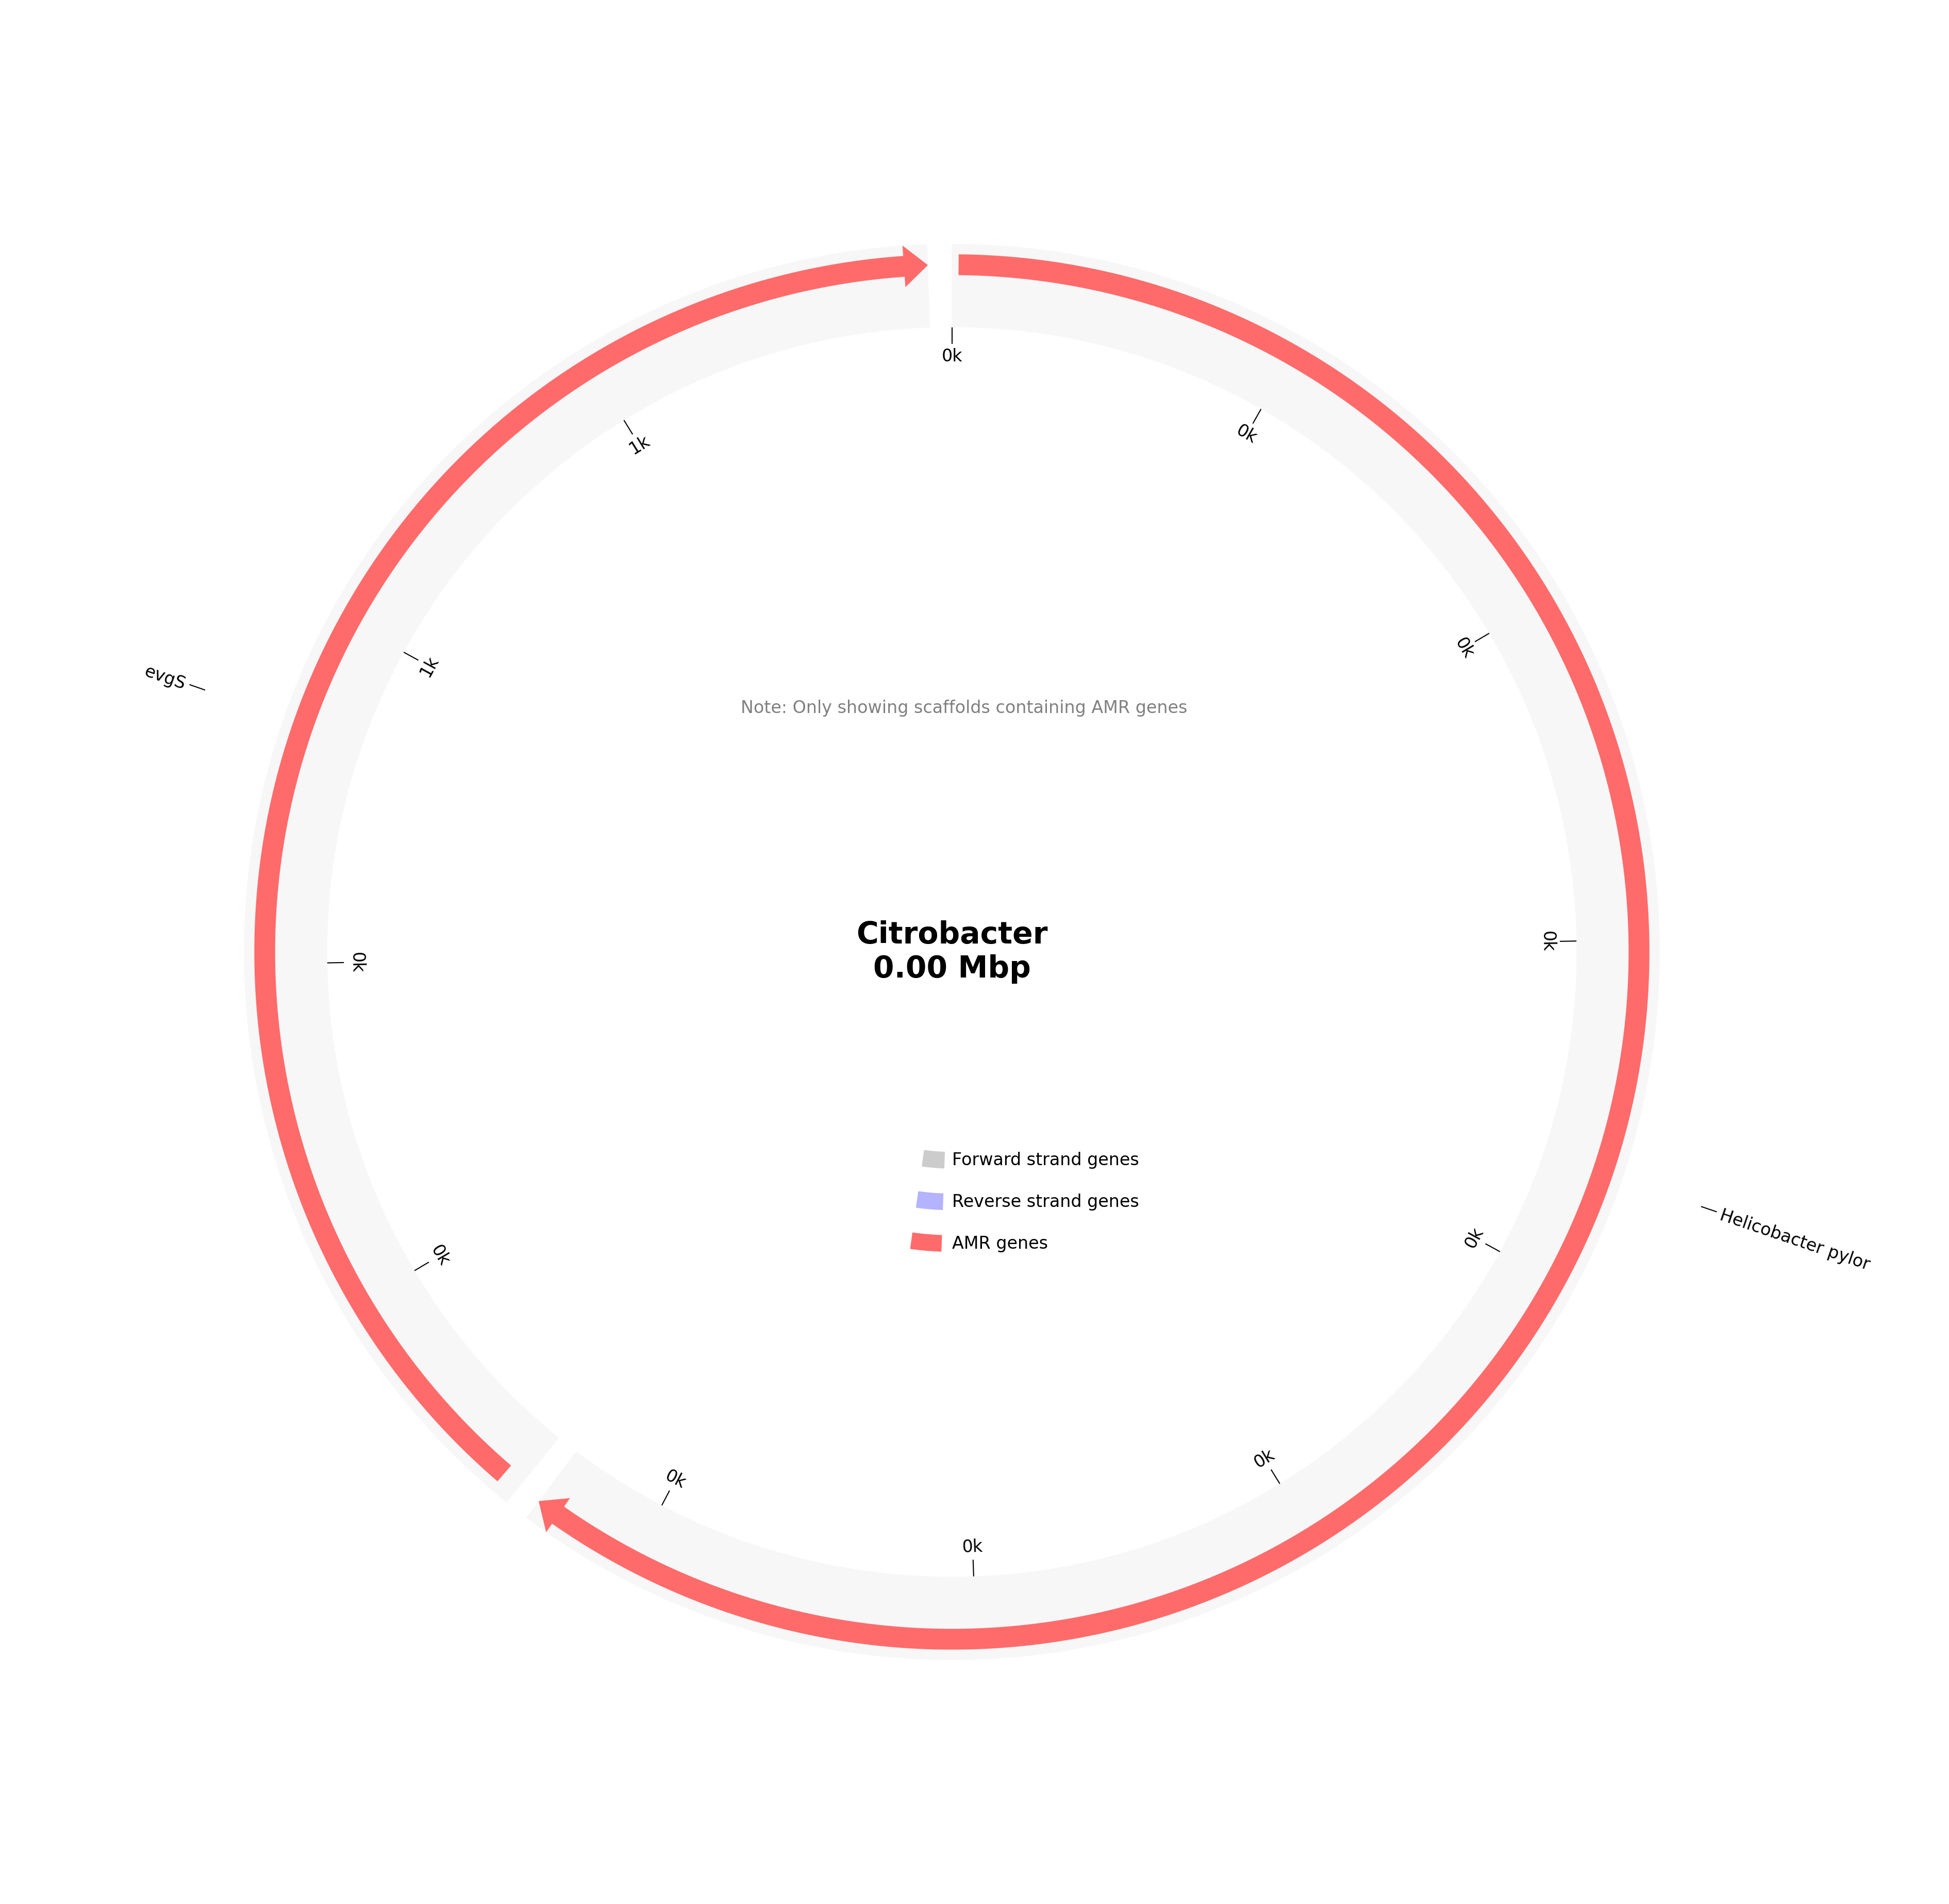 0k
0k
1k
0k
1k
evgS
Note: Only showing scaffolds containing AMR genes
Citrobacter
0.00 Mbp
0k
0k
Forward strand genes
Reverse strand genes
AMR genes
Helicobacter pylor
0k
0k
0k
0k
0k